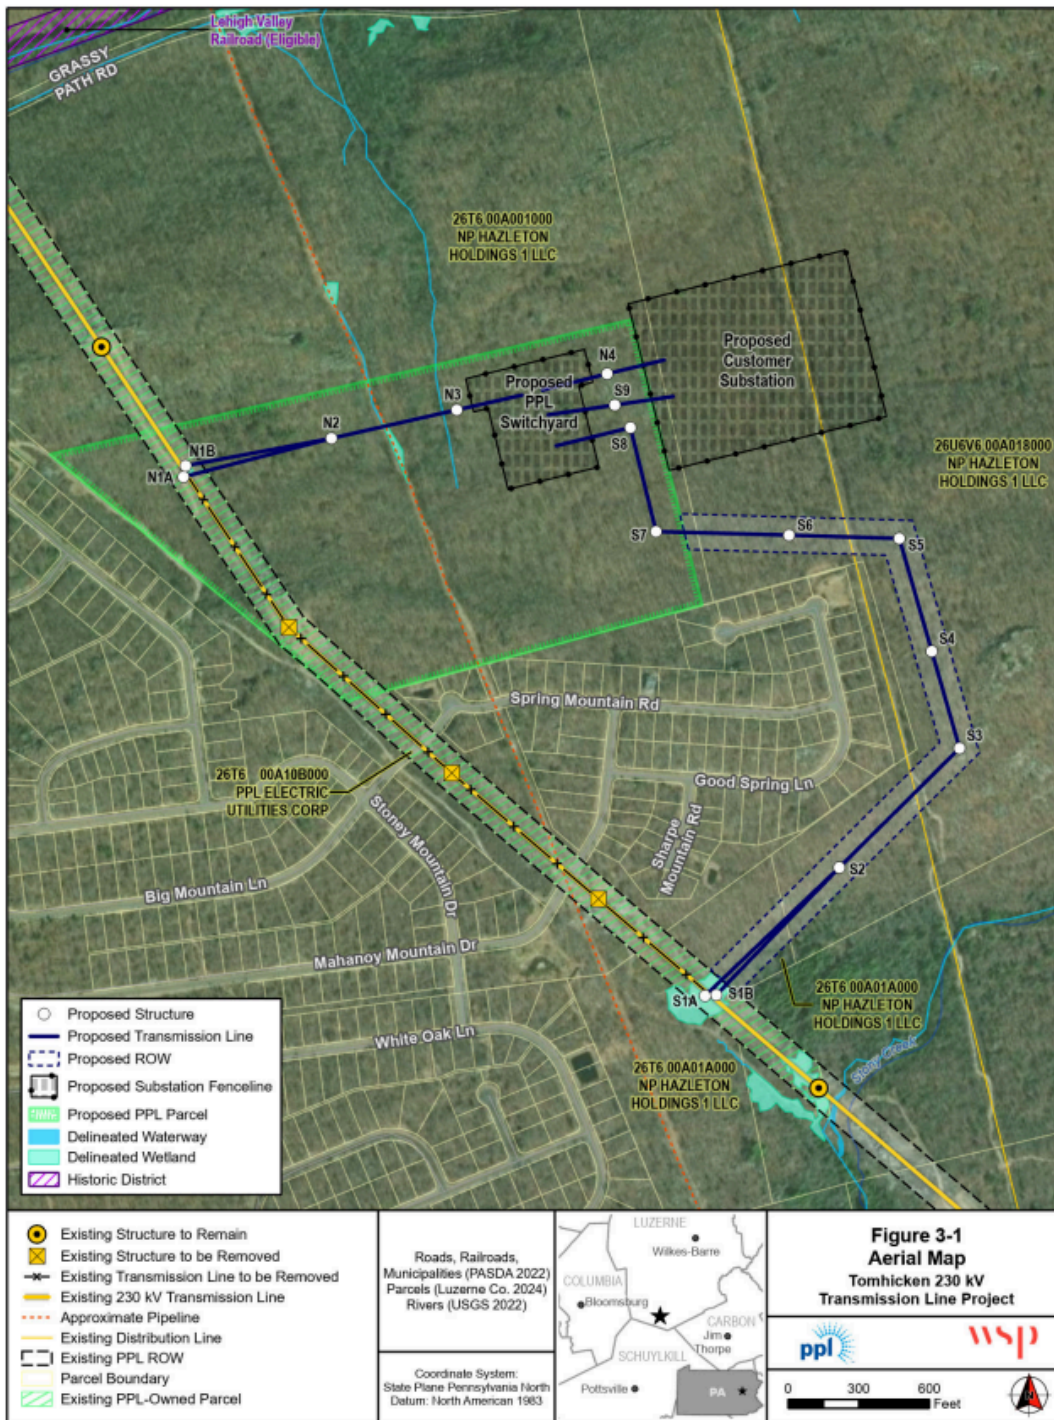 Lehigh Valley
Railroad (Eligible)
GRASSY
PATH RD
26T6 00A001000
NP HAZLETON
HOLDINGS 1 LLC
Proposed
Customer
Substation
N4
Proposed
PPL
Switchyard
S9
N3
N2
S8
N1B
N1A
26U6V6 00A018000
NP HAZLETON
HOLDINGS 1 LLC
S7
S6
S5
S4
S3
Spring Mountain Rd
26T6 00A10B000
PPL ELECTRIC
UTILITIES CORP
Good Spring Ln
Sharpe
Mountain Rd
Stoney Mountain Dr
S2
Big Mountain Ln
Mahanoy Mountain Dr
S1A
S1B
26T6 00A01A000
NP HAZLETON
HOLDINGS 1 LLC
White Oak Ln
Stony Creek
26T6 00A01A000
NP HAZLETON
HOLDINGS 1 LLC
Proposed Structure
Proposed Transmission Line
Proposed ROW
Proposed Substation Fenceline
Proposed PPL Parcel
Delineated Waterway
Delineated Wetland
Historic District
Existing Structure to Remain
Existing Structure to be Removed
Existing Transmission Line to be Removed
Existing 230 kV Transmission Line
Approximate Pipeline
Existing Distribution Line
Existing PPL ROW
Parcel Boundary
Existing PPL-Owned Parcel
Roads, Railroads,
Municipalities (PASDA 2022)
Parcels (Luzerne Co. 2024)
Rivers (USGS 2022)
Coordinate System:
State Plane Pennsylvania North
Datum: North American 1983
LUZERNE
Wilkes-Barre
COLUMBIA
Bloomsburg
CARBON
Jim
Thorpe
SCHUYLKILL
Pottsville
PA
Figure 3-1
Aerial Map
Tomhicken 230 kV
Transmission Line Project
ppl
wsp
0 300 600
Feet
N